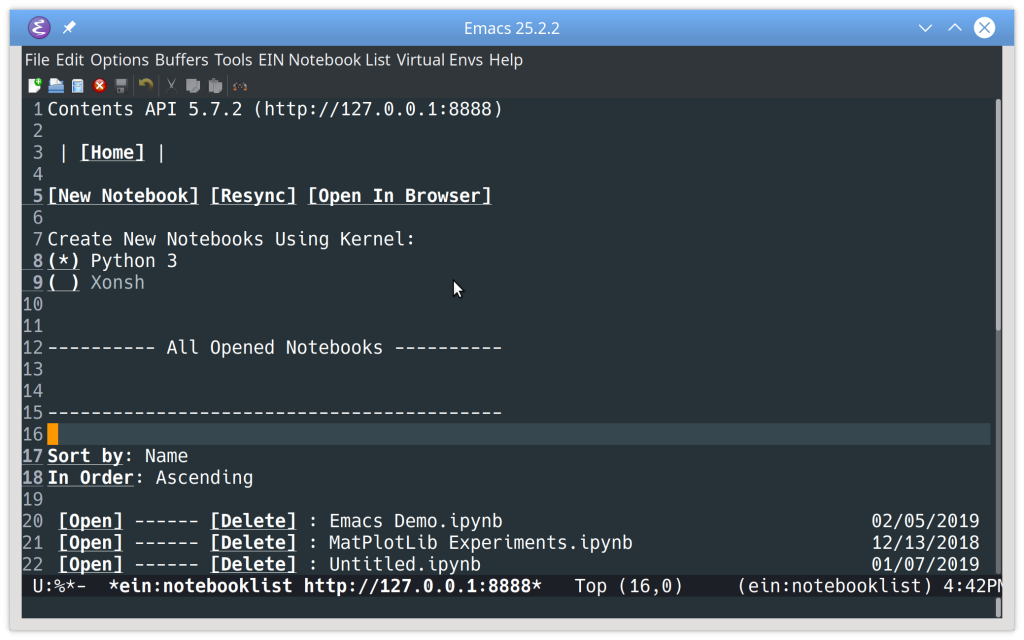 Emacs 25.2.2
File Edit Options Buffers Tools EIN Notebook List Virtual Envs Help
1 Contents API 5.7.2 (http://127.0.0.1:8888)
2
3 | [Home] |
4
5 [New Notebook] [Resync] [Open In Browser]
6
7 Create New Notebooks Using Kernel:
8 (*) Python 3
9 ( ) Xonsh
10
11
12 ---------- All Opened Notebooks ----------
13
14
15 ------------------------------------------
16
17 Sort by: Name
18 In Order: Ascending
19
20 [Open] ------ [Delete] : Emacs Demo.ipynb 02/05/2019
21 [Open] ------ [Delete] : MatPlotLib Experiments.ipynb 12/13/2018
22 [Open] ------ [Delete] : Untitled.ipynb 01/07/2019
U:%*- *ein:notebooklist http://127.0.0.1:8888* Top (16,0) (ein:notebooklist) 4:42PM